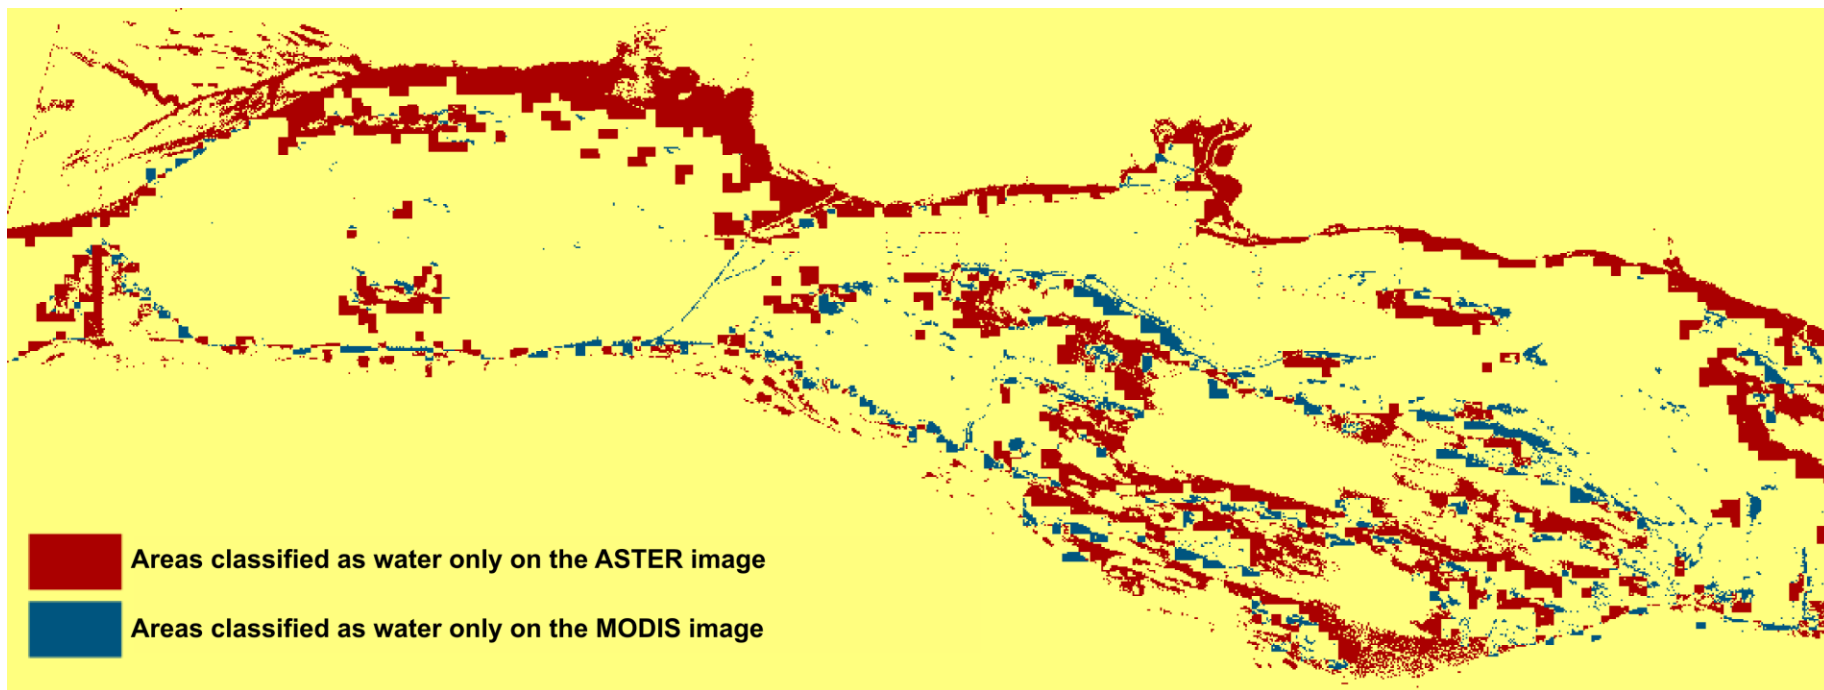 Areas classified as water only on the ASTER image
Areas classified as water only on the MODIS image